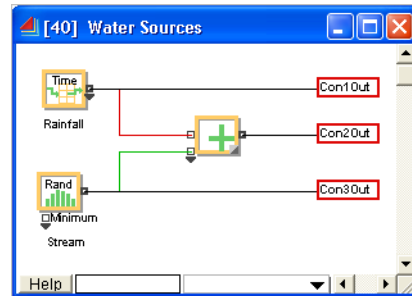 [40] Water Sources
Time
Con1Out
Rainfall
Con2Out
Rand
Con3Out
Minimum
Stream
Help